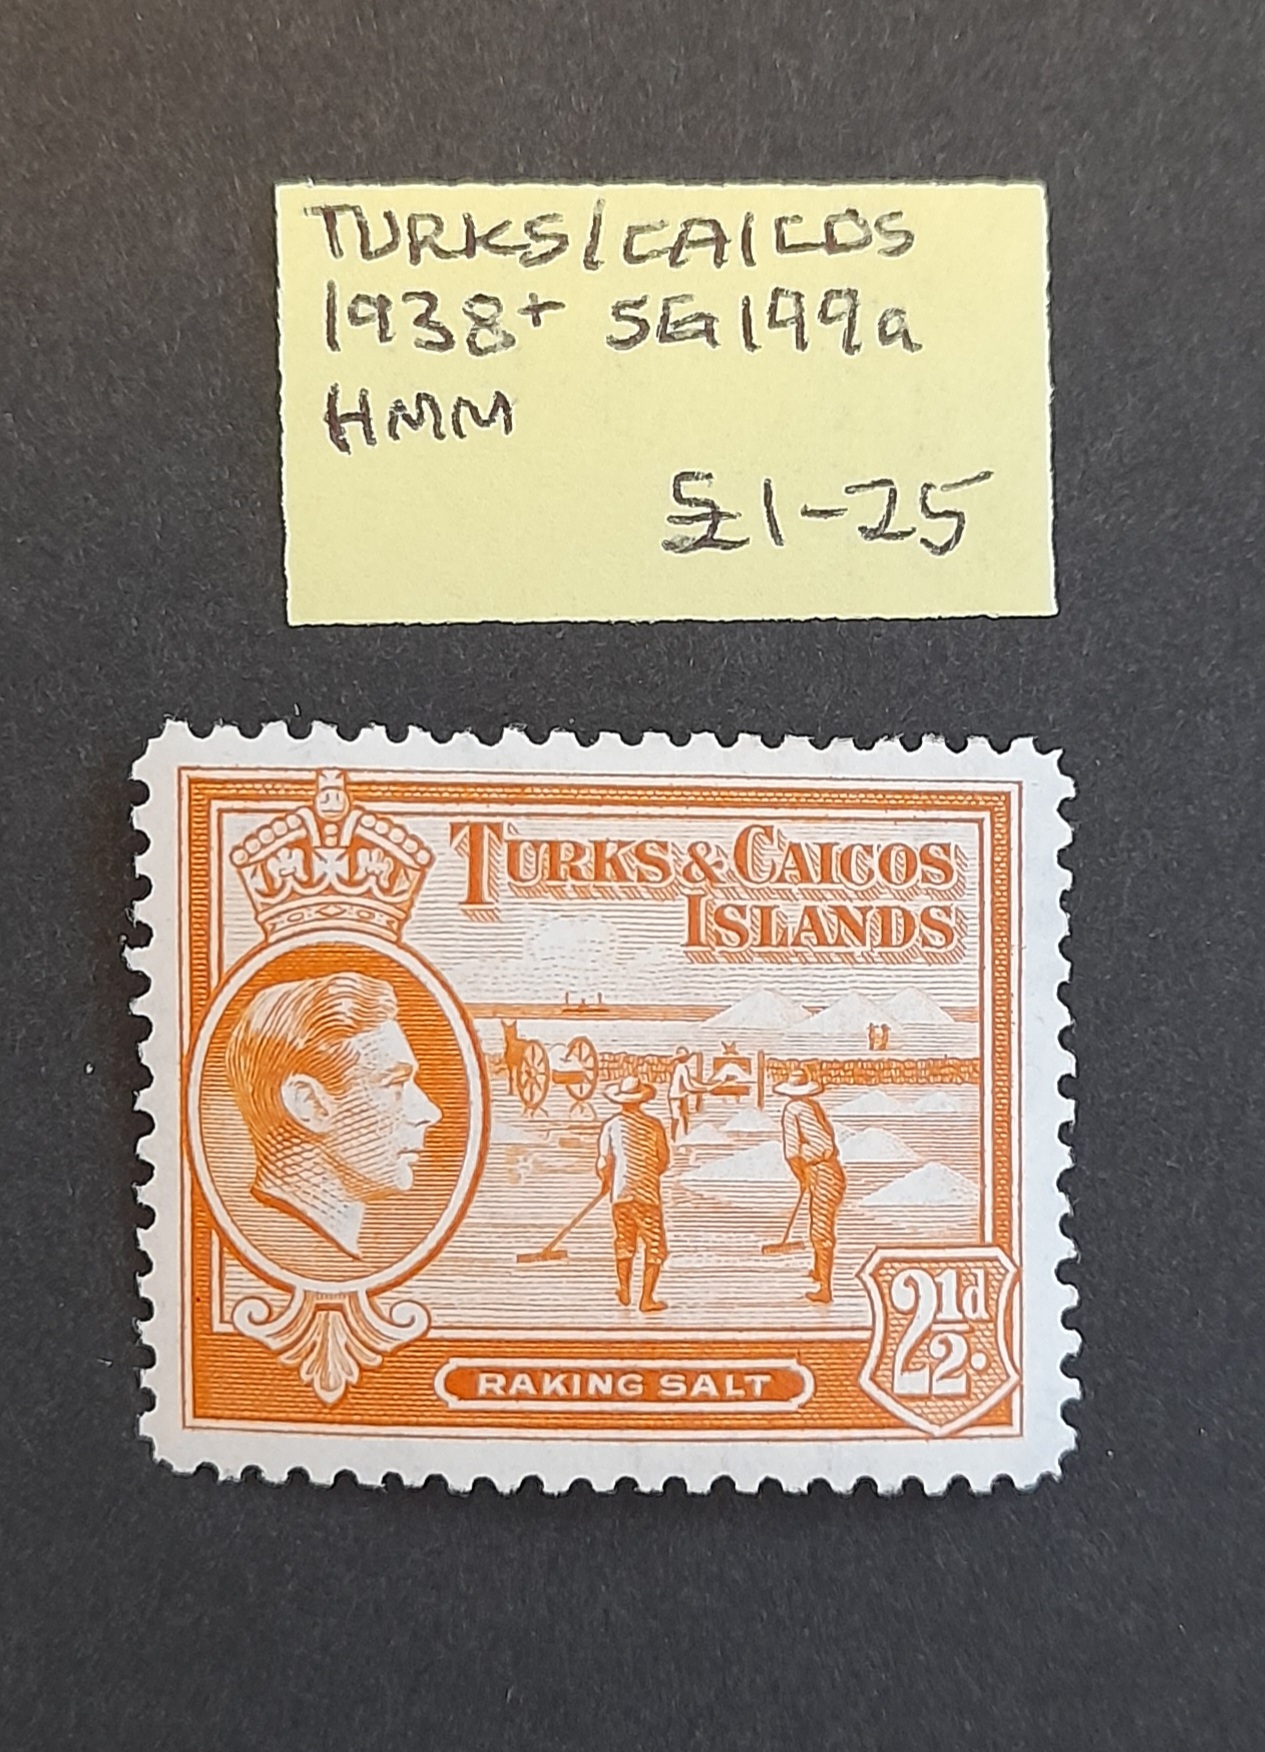 TURKS/CAICOS
1938+ SG199a
HMM
£1-25
TURKS & CAICOS
ISLANDS
2½d.
RAKING SALT